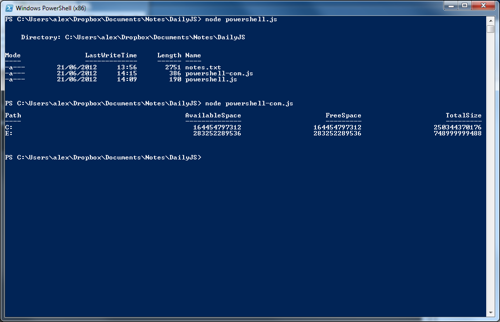 Windows PowerShell (x86)
PS C:\Users\alex\Dropbox\Documents\Notes\DailyJS> node powershell.js
Directory: C:\Users\alex\Dropbox\Documents\Notes\DailyJS
Mode LastWriteTime Length Name
---- ------------- ------ ----
-a--- 21/06/2012 13:56 2751 notes.txt
-a--- 21/06/2012 14:15 386 powershell-com.js
-a--- 21/06/2012 14:09 190 powershell.js
PS C:\Users\alex\Dropbox\Documents\Notes\DailyJS> node powershell-com.js
Path AvailableSpace FreeSpace TotalSize
---- -------------- --------- ---------
C: 164454797312 164454797312 250344370176
E: 283252289536 283252289536 748999999488
PS C:\Users\alex\Dropbox\Documents\Notes\DailyJS>